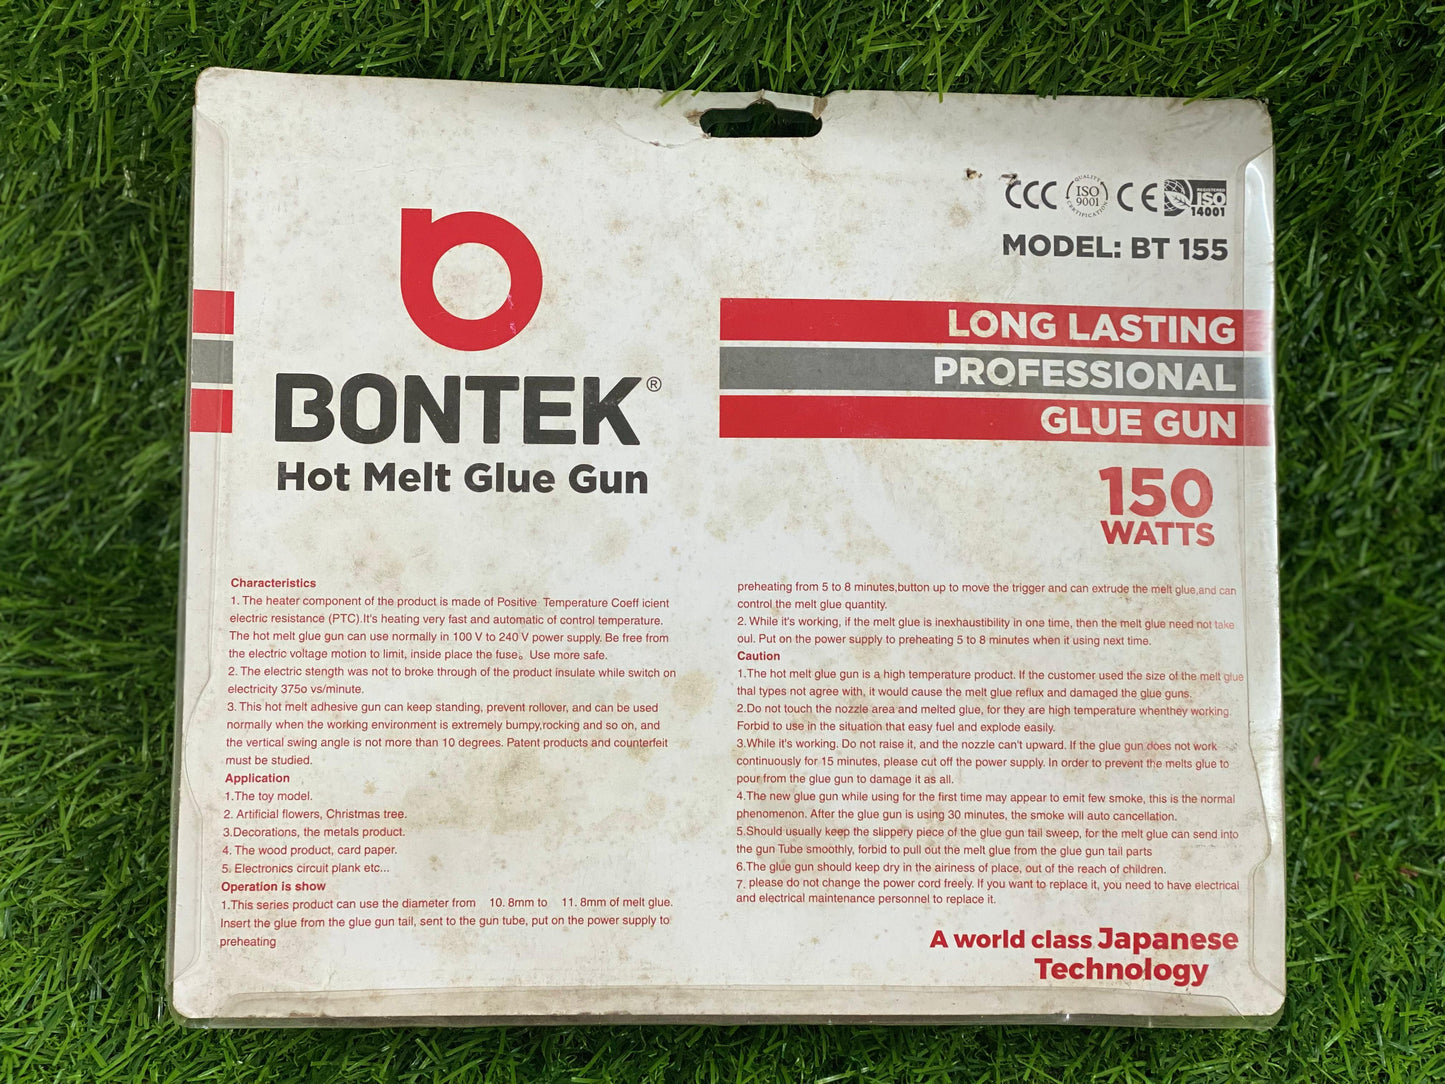 CCC
QUALITY
ISO
9001
CERTIFICATION
CE
REGISTERED
ISO
14001
MODEL: BT 155
BONTEK®
Hot Melt Glue Gun
LONG LASTING
PROFESSIONAL
GLUE GUN
150
WATTS
Characteristics
1. The heater component of the product is made of Positive Temperature Coeff icient
electric resistance (PTC).It's heating very fast and automatic of control temperature.
The hot melt glue gun can use normally in 100 V to 240 V power supply. Be free from
the electric voltage motion to limit, inside place the fuse。Use more safe.
2. The electric stength was not to broke through of the product insulate while switch on
electricity 375o vs/minute.
3. This hot melt adhesive gun can keep standing, prevent rollover, and can be used
normally when the working environment is extremely bumpy,rocking and so on, and
the vertical swing angle is not more than 10 degrees. Patent products and counterfeit
must be studied.
Application
1.The toy model.
2. Artificial flowers, Christmas tree.
3.Decorations, the metals product.
4. The wood product, card paper.
5. Electronics circuit plank etc...
Operation is show
1.This series product can use the diameter from 10. 8mm to 11. 8mm of melt glue.
Insert the glue from the glue gun tail, sent to the gun tube, put on the power supply to
preheating
preheating from 5 to 8 minutes,button up to move the trigger and can extrude the melt glue,and can
control the melt glue quantity.
2. While it's working, if the melt glue is inexhaustibility in one time, then the melt glue need not take
oul. Put on the power supply to preheating 5 to 8 minutes when it using next time.
Caution
1.The hot melt glue gun is a high temperature product. If the customer used the size of the melt glue
thal types not agree with, it would cause the melt glue reflux and damaged the glue guns.
2.Do not touch the nozzle area and melted glue, for they are high temperature whenthey working.
Forbid to use in the situation that easy fuel and explode easily.
3.While it's working. Do not raise it, and the nozzle can't upward. If the glue gun does not work
continuously for 15 minutes, please cut off the power supply. In order to prevent the melts glue to
pour from the glue gun to damage it as all.
4.The new glue gun while using for the first time may appear to emit few smoke, this is the normal
phenomenon. After the glue gun is using 30 minutes, the smoke will auto cancellation.
5.Should usually keep the slippery piece of the glue gun tail sweep, for the melt glue can send into
the gun Tube smoothly, forbid to pull out the melt glue from the glue gun tail parts
6.The glue gun should keep dry in the airiness of place, out of the reach of children.
7. please do not change the power cord freely. If you want to replace it, you need to have electrical
and electrical maintenance personnel to replace it.
A world class Japanese
Technology